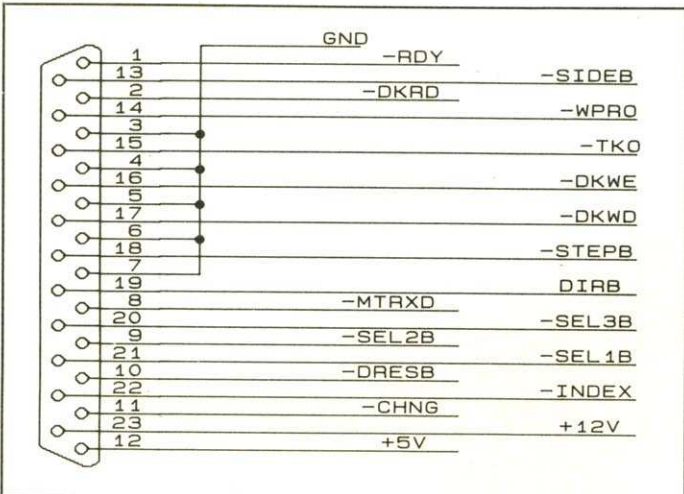 GND
1 -RDY
13 -SIDEB
2 -DKRD
14 -WPRO
3
15 -TKO
4
16 -DKWE
5
17 -DKWD
6
18 -STEPB
7
19 DIRB
8 -MTRXD
20 -SEL3B
9 -SEL2B
21 -SEL1B
10 -DRESB
22 -INDEX
11 -CHNG
23 +12V
12 +5V